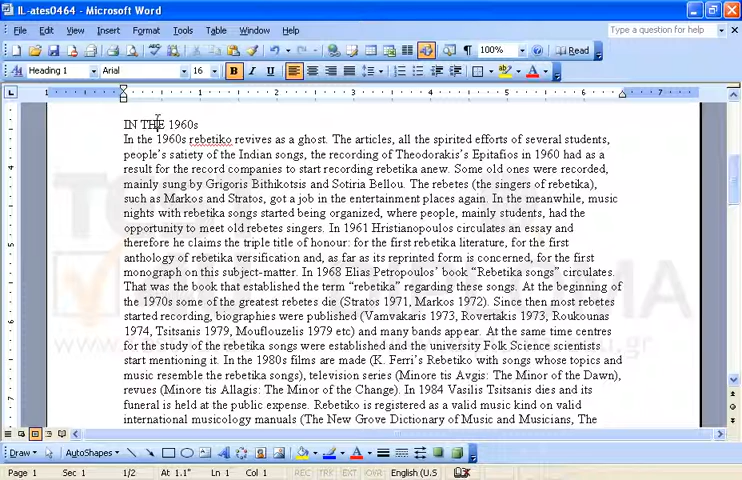 IL-ates0464 - Microsoft Word
File Edit View Insert Format Tools Table Window Help Type a question for help
100% Read
Heading 1 Arial 16 B I U
1 1 2 3 4 5 6 7
IN THE 1960s
In the 1960s rebetiko revives as a ghost. The articles, all the spirited efforts of several students,
people's satiety of the Indian songs, the recording of Theodorakis's Epitafios in 1960 had as a
result for the record companies to start recording rebetika anew. Some old ones were recorded,
mainly sung by Grigoris Bithikotsis and Sotiria Bellou. The rebetes (the singers of rebetika),
such as Markos and Stratos, got a job in the entertainment places again. In the meanwhile, music
nights with rebetika songs started being organized, where people, mainly students, had the
opportunity to meet old rebetes singers. In 1961 Hristianopoulos circulates an essay and
therefore he claims the triple title of honour: for the first rebetika literature, for the first
anthology of rebetika versification and, as far as its reprinted form is concerned, for the first
monograph on this subject-matter. In 1968 Elias Petropoulos' book “Rebetika songs” circulates.
That was the book that established the term “rebetika” regarding these songs. At the beginning of
the 1970s some of the greatest rebetes die (Stratos 1971, Markos 1972). Since then most rebetes
started recording, biographies were published (Vamvakaris 1973, Rovertakis 1973, Roukounas
1974, Tsitsanis 1979, Mouflouzelis 1979 etc) and many bands appear. At the same time centres
for the study of the rebetika songs were established and the university Folk Science scientists
start mentioning it. In the 1980s films are made (K. Ferri's Rebetiko with songs whose topics and
music resemble the rebetika songs), television series (Minore tis Avgis: The Minor of the Dawn),
revues (Minore tis Allagis: The Minor of the Change). In 1984 Vasilis Tsitsanis dies and its
funeral is held at the public expense. Rebetiko is registered as a valid music kind on valid
international musicology manuals (The New Grove Dictionary of Music and Musicians, The
Draw AutoShapes
Page 1 Sec 1 1/2 At 1.1" Ln 1 Col 1 REC TRK EXT OVR English (U.S